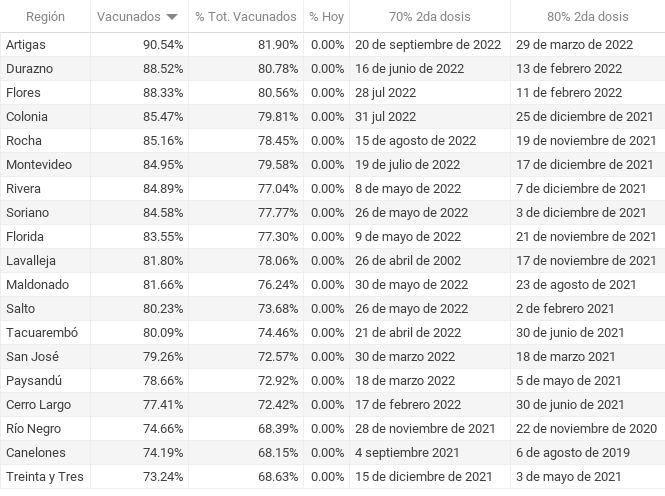 Región Vacunados % Tot. Vacunados % Hoy 70% 2da dosis 80% 2da dosis
Artigas 90.54% 81.90% 0.00% 20 de septiembre de 2022 29 de marzo de 2022
Durazno 88.52% 80.78% 0.00% 16 de junio de 2022 13 de febrero 2022
Flores 88.33% 80.56% 0.00% 28 jul 2022 11 de febrero 2022
Colonia 85.47% 79.81% 0.00% 31 jul 2022 25 de diciembre de 2021
Rocha 85.16% 78.45% 0.00% 15 de agosto de 2022 19 de noviembre de 2021
Montevideo 84.95% 79.58% 0.00% 19 de julio de 2022 17 de diciembre de 2021
Rivera 84.89% 77.04% 0.00% 8 de mayo de 2022 7 de diciembre de 2021
Soriano 84.58% 77.77% 0.00% 26 de mayo de 2022 3 de diciembre de 2021
Florida 83.55% 77.30% 0.00% 9 de mayo de 2022 21 de noviembre de 2021
Lavalleja 81.80% 78.06% 0.00% 26 de abril de 2002 17 de noviembre de 2021
Maldonado 81.66% 76.24% 0.00% 30 de mayo de 2022 23 de agosto de 2021
Salto 80.23% 73.68% 0.00% 26 de mayo de 2022 2 de febrero 2021
Tacuarembó 80.09% 74.46% 0.00% 21 de abril de 2022 30 de junio de 2021
San José 79.26% 72.57% 0.00% 30 de marzo 2022 18 de marzo 2021
Paysandú 78.66% 72.92% 0.00% 18 de marzo 2022 5 de mayo de 2021
Cerro Largo 77.41% 72.42% 0.00% 17 de febrero 2022 30 de junio de 2021
Río Negro 74.66% 68.39% 0.00% 28 de noviembre de 2021 22 de noviembre de 2020
Canelones 74.19% 68.15% 0.00% 4 septiembre 2021 6 de agosto de 2019
Treinta y Tres 73.24% 68.63% 0.00% 15 de diciembre de 2021 3 de mayo de 2021